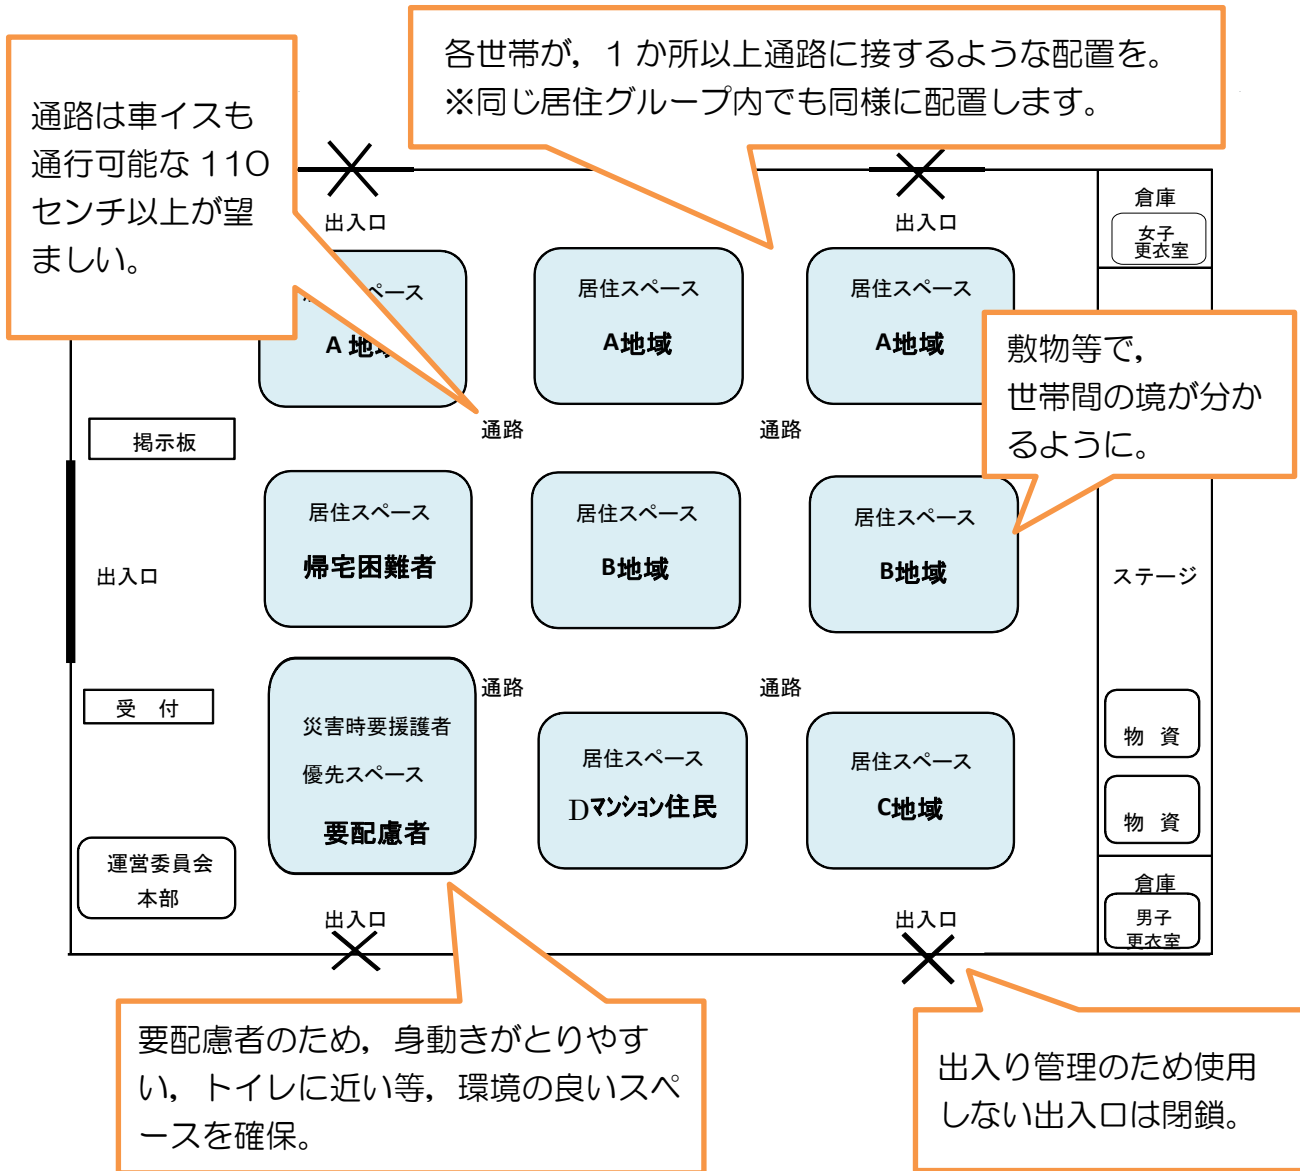 各世帯が，１か所以上通路に接するような配置を。
※同じ居住グループ内でも同様に配置します。
通路は車イスも
通行可能な 110
センチ以上が望
ましい。
出入口
出入口
倉庫
女子
更衣室
ペース
A 地
居住スペース
A地域
居住スペース
A地域
敷物等で，
世帯間の境が分か
るように。
掲示板
通路
通路
居住スペース
帰宅困難者
居住スペース
B地域
居住スペース
B地域
出入口
ステージ
受　付
通路
通路
災害時要援護者
優先スペース
要配慮者
居住スペース
Dマンション住民
居住スペース
C地域
物　資
物　資
運営委員会
本部
倉庫
男子
更衣室
出入口
出入口
要配慮者のため，身動きがとりやす
い，トイレに近い等，環境の良いスペ
ースを確保。
出入り管理のため使用
しない出入口は閉鎖。